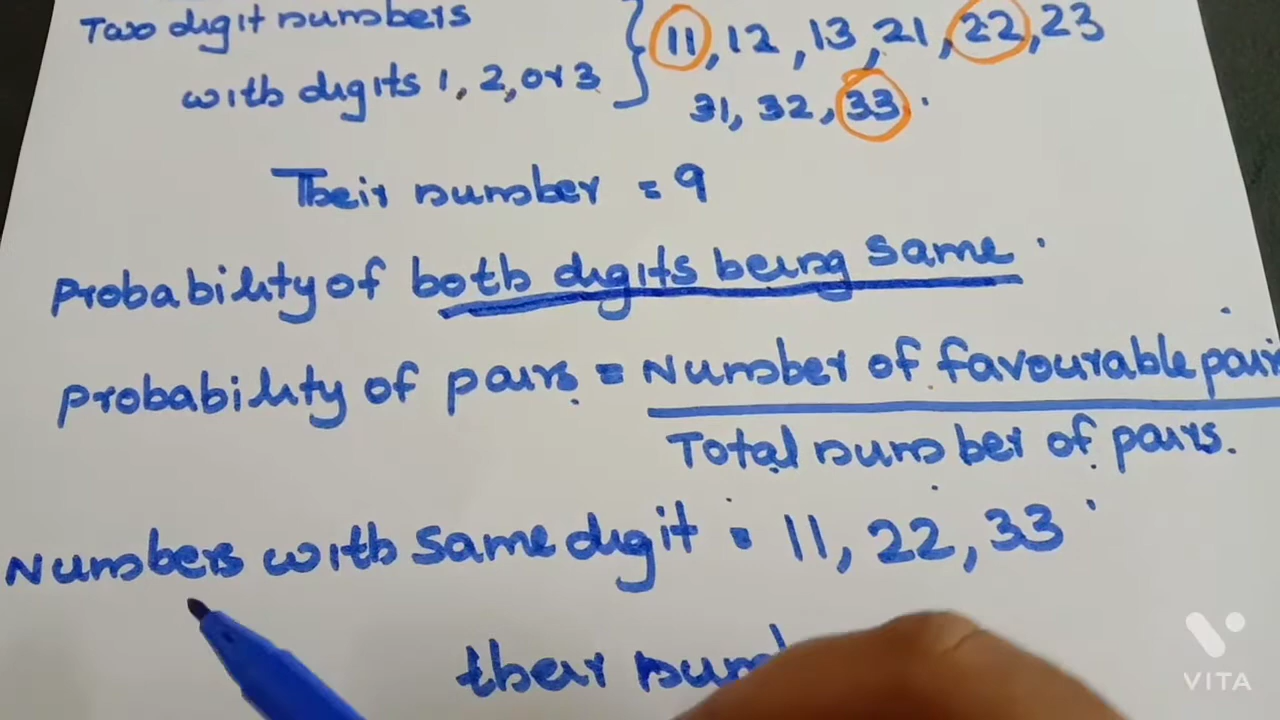 Two digit numbers
with digits 1, 2, or 3
11, 12, 13, 21, 22, 23
31, 32, 33.
Their number = 9
Probability of both digits being same.
Probability of pairs = Number of favourable pair
Total number of pairs.
Numbers with same digit = 11, 22, 33
their
VITA